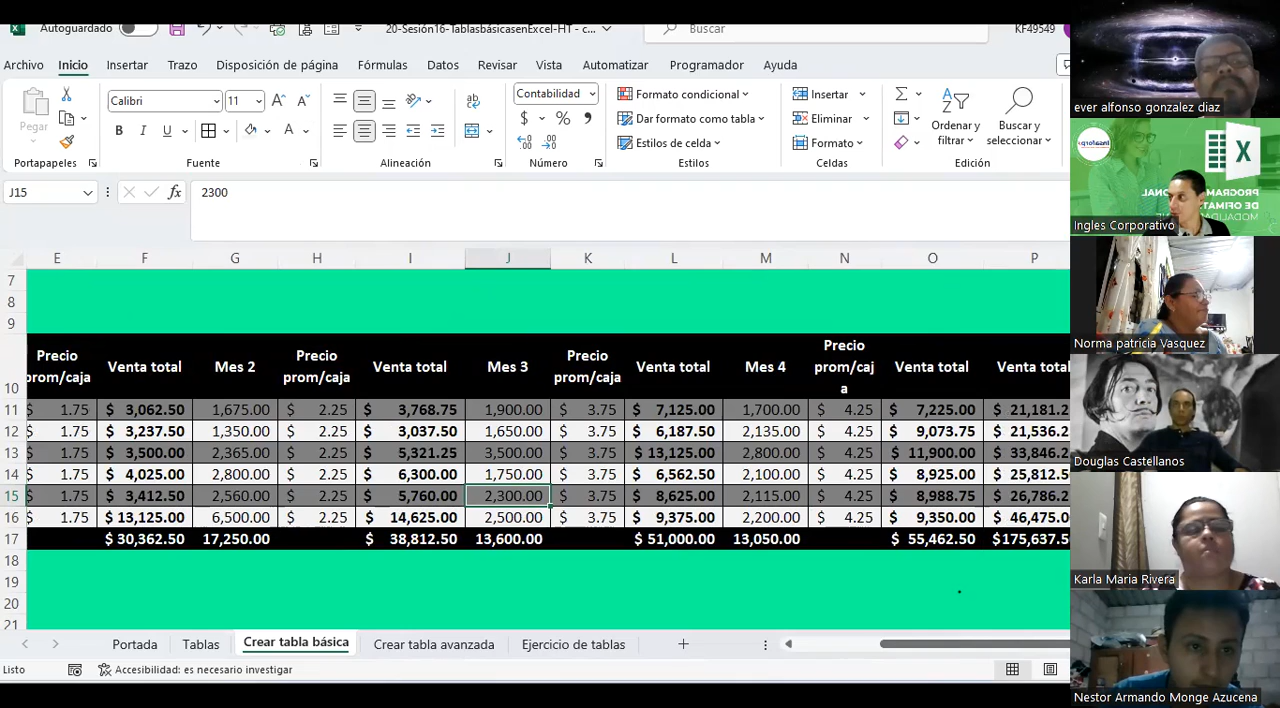 Autoguardado 20-Sesión16-TablasbásicasenExcel-HT - c... Buscar KF49549
Archivo Inicio Insertar Trazo Disposición de página Fórmulas Datos Revisar Vista Automatizar Programador Ayuda
Pegar Calibri 11 Contabilidad Formato condicional Insertar
Dar formato como tabla Eliminar Ordenar y filtrar Buscar y seleccionar
Estilos de celda Formato
Portapapeles Fuente Alineación Número Estilos Celdas Edición
J15 fx 2300
E F G H I J K L M N O P
7
8
9
10 Precio prom/caja Venta total Mes 2 Precio prom/caja Venta total Mes 3 Precio prom/caja Venta total Mes 4 Precio prom/caj a Venta total Venta tota
11 $ 1.75 $ 3,062.50 1,675.00 $ 2.25 $ 3,768.75 1,900.00 $ 3.75 $ 7,125.00 1,700.00 $ 4.25 $ 7,225.00 $ 21,181.2
12 $ 1.75 $ 3,237.50 1,350.00 $ 2.25 $ 3,037.50 1,650.00 $ 3.75 $ 6,187.50 2,135.00 $ 4.25 $ 9,073.75 $ 21,536.2
13 $ 1.75 $ 3,500.00 2,365.00 $ 2.25 $ 5,321.25 3,500.00 $ 3.75 $ 13,125.00 2,800.00 $ 4.25 $ 11,900.00 $ 33,846.2
14 $ 1.75 $ 4,025.00 2,800.00 $ 2.25 $ 6,300.00 1,750.00 $ 3.75 $ 6,562.50 2,100.00 $ 4.25 $ 8,925.00 $ 25,812.5
15 $ 1.75 $ 3,412.50 2,560.00 $ 2.25 $ 5,760.00 2,300.00 $ 3.75 $ 8,625.00 2,115.00 $ 4.25 $ 8,988.75 $ 26,786.2
16 $ 1.75 $ 13,125.00 6,500.00 $ 2.25 $ 14,625.00 2,500.00 $ 3.75 $ 9,375.00 2,200.00 $ 4.25 $ 9,350.00 $ 46,475.0
17 $ 30,362.50 17,250.00 $ 38,812.50 13,600.00 $ 51,000.00 13,050.00 $ 55,462.50 $175,637.5
18
19
20
21
Portada Tablas Crear tabla básica Crear tabla avanzada Ejercicio de tablas
Listo Accesibilidad: es necesario investigar
ever alfonso gonzalez diaz
Ingles Corporativo
Norma patricia Vasquez
Douglas Castellanos
Karla Maria Rivera
Nestor Armando Monge Azucena